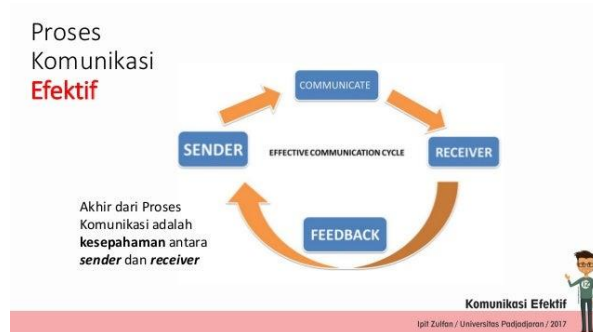 Proses
Komunikasi
Efektif
COMMUNICATE
SENDER
EFFECTIVE COMMUNICATION CYCLE
RECEIVER
Akhir dari Proses
Komunikasi adalah
kesepahaman antara
sender dan receiver
FEEDBACK
Komunikasi Efektif
Ipit Zulfan / Universitas Padjadjaran / 2017